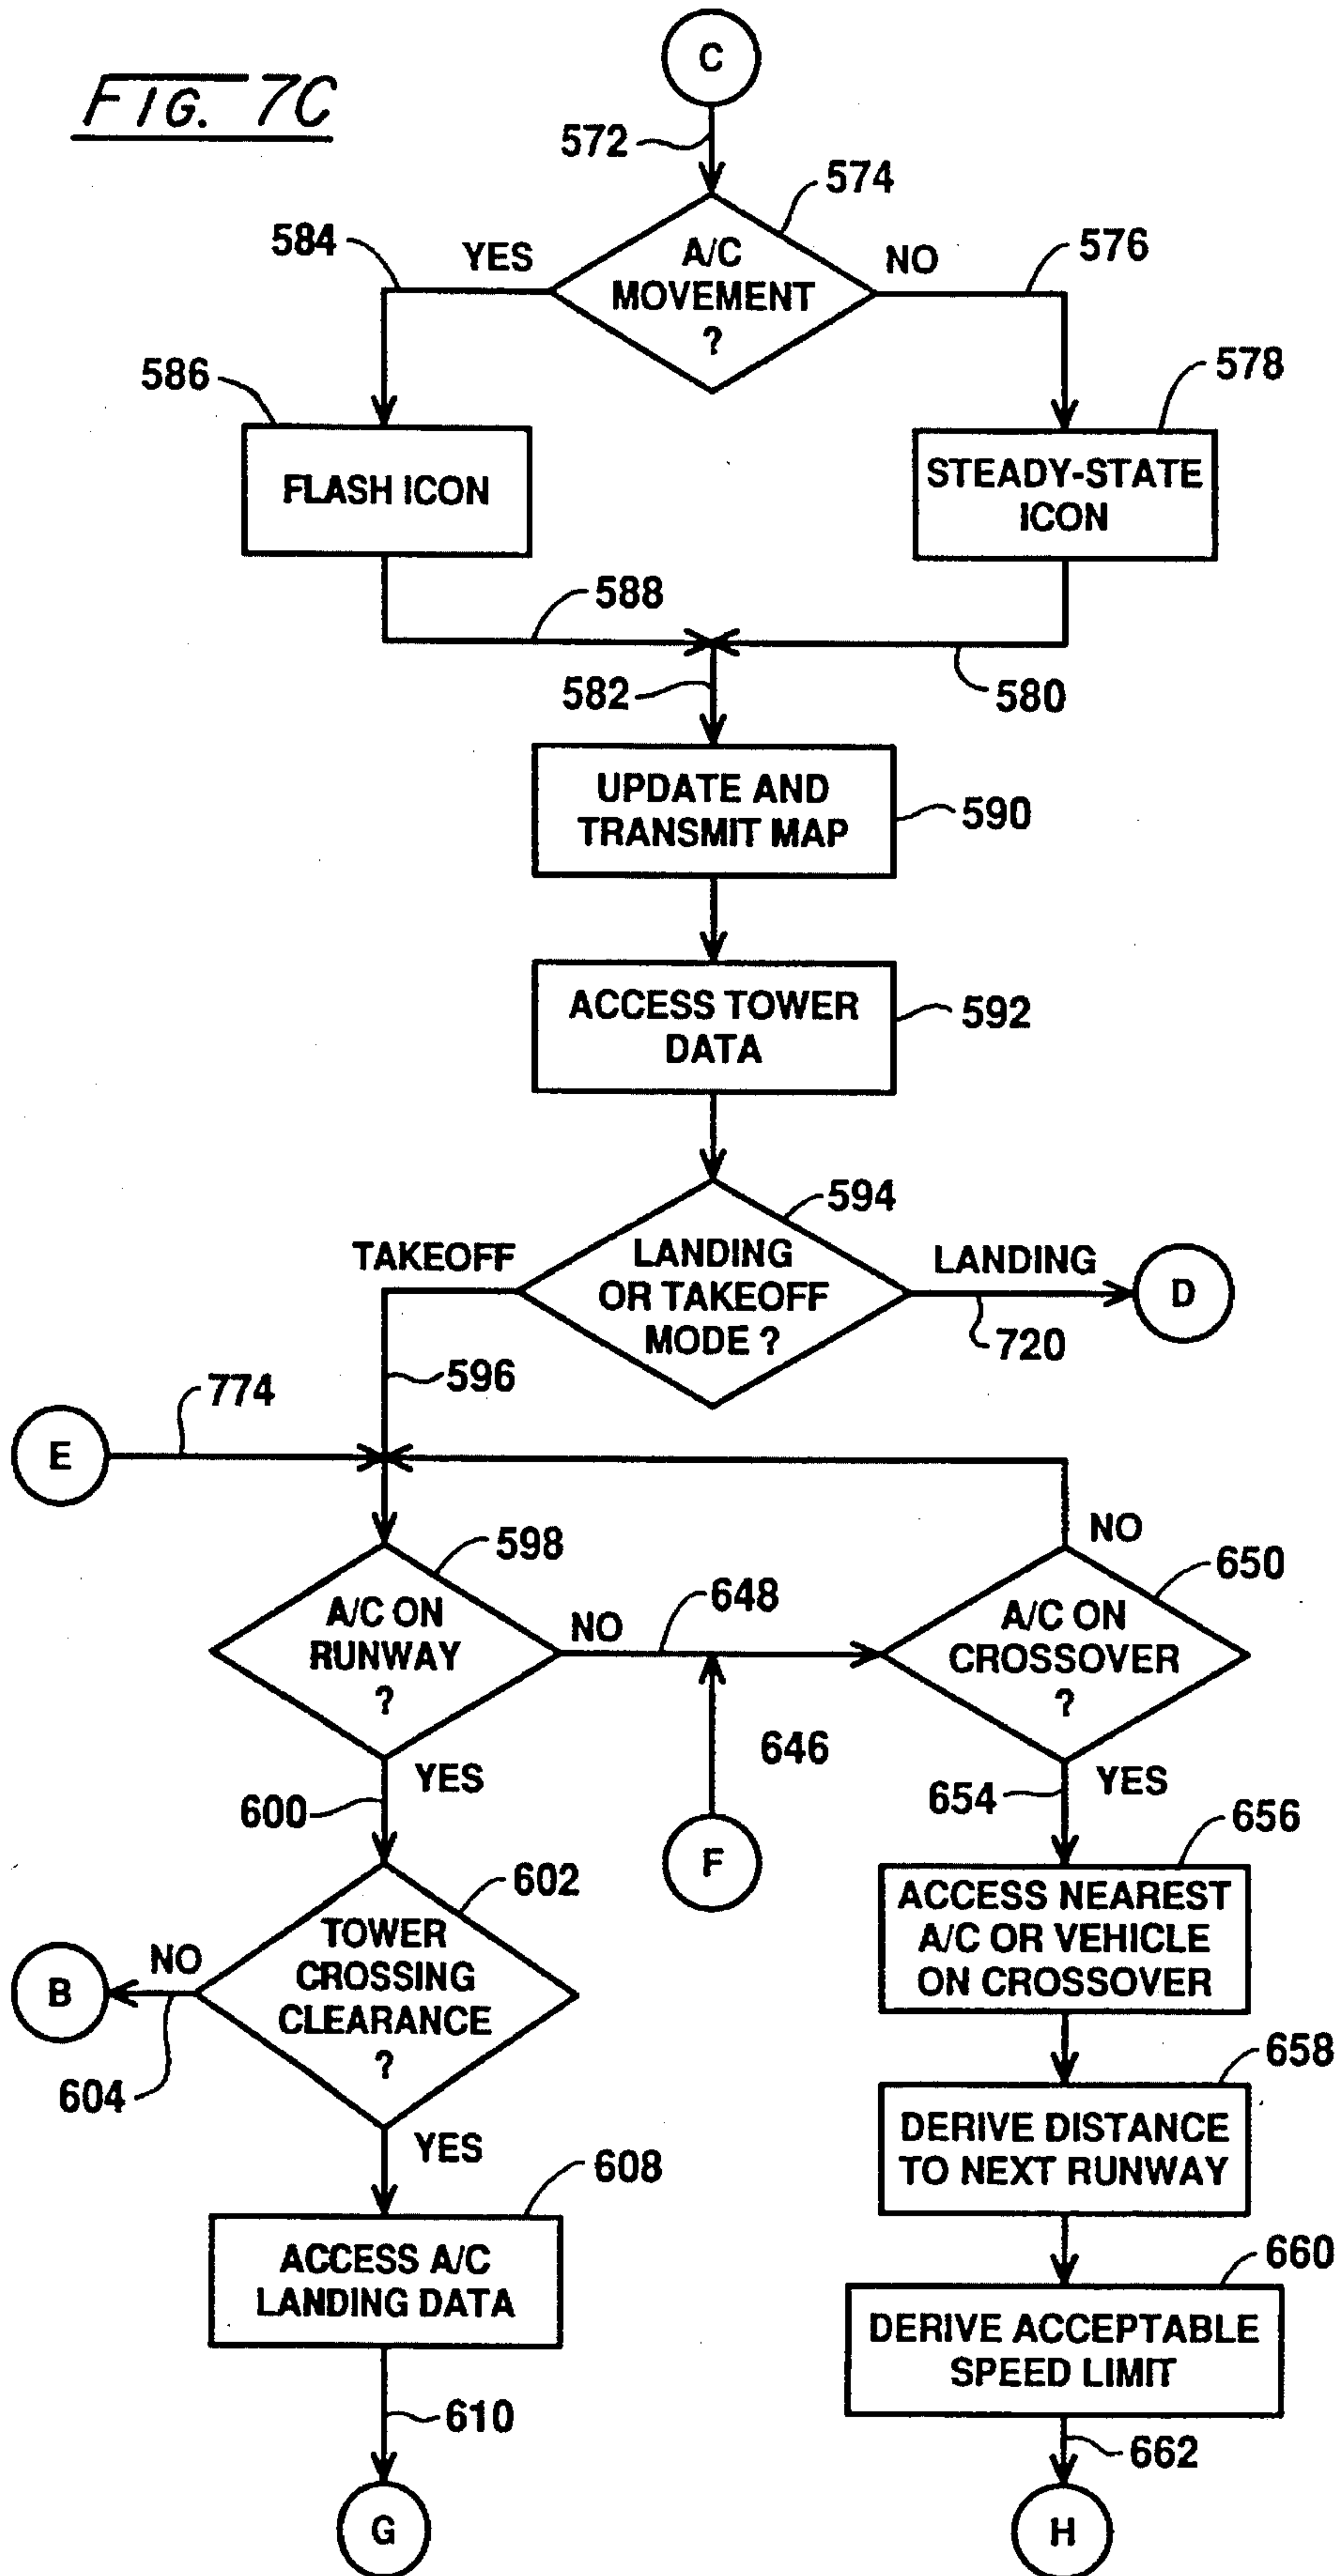 FIG. 7C
C
572
574
584
YES
A/C
MOVEMENT
?
NO
576
586
578
FLASH ICON
STEADY-STATE
ICON
588
582
580
UPDATE AND
TRANSMIT MAP
590
ACCESS TOWER
DATA
592
594
TAKEOFF
LANDING
OR TAKEOFF
MODE ?
LANDING
D
720
596
774
E
598
NO
650
A/C ON
RUNWAY
?
NO
648
A/C ON
CROSSOVER
?
646
YES
600
654
YES
656
F
602
TOWER
CROSSING
CLEARANCE
?
NO
B
604
ACCESS NEAREST
A/C OR VEHICLE
ON CROSSOVER
658
YES
608
DERIVE DISTANCE
TO NEXT RUNWAY
ACCESS A/C
LANDING DATA
660
DERIVE ACCEPTABLE
SPEED LIMIT
610
662
G
H